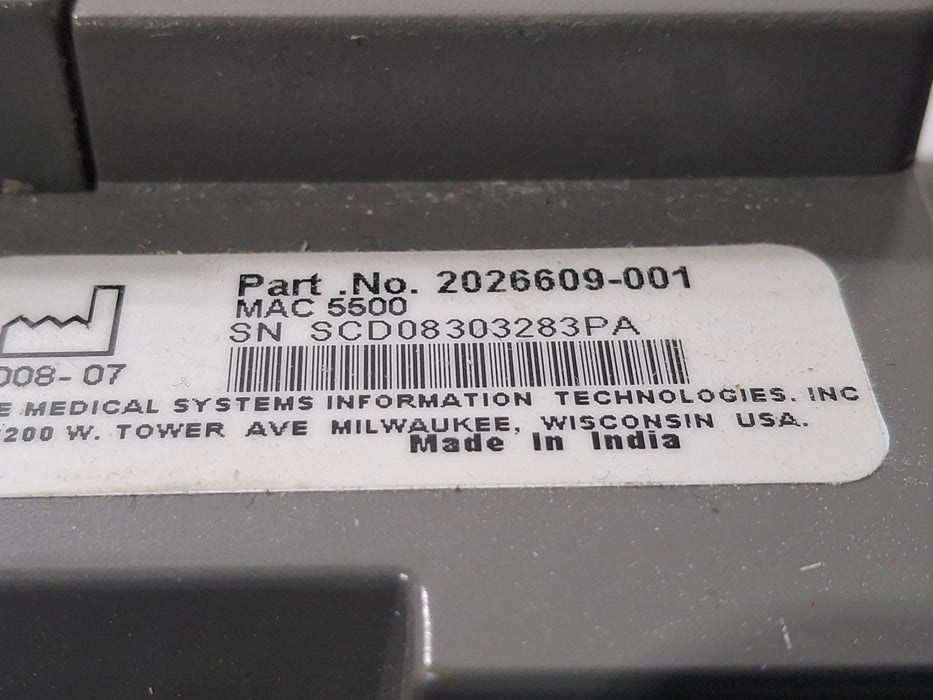 Part .No. 2026609-001
MAC 5500
SN SCD08303283PA
008-07
E MEDICAL SYSTEMS INFORMATION TECHNOLOGIES. INC
200 W. TOWER AVE MILWAUKEE, WISCONSIN USA.
Made In India